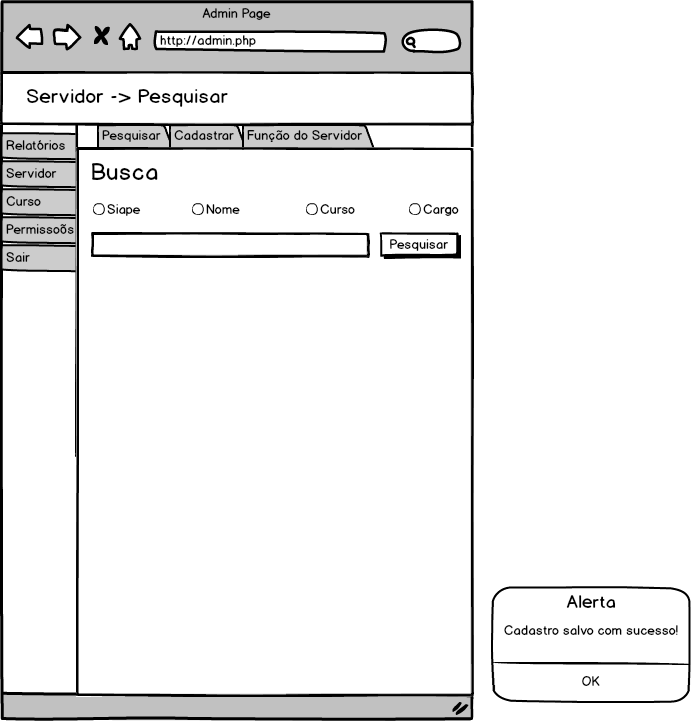 Admin Page
http://admin.php
Servidor -> Pesquisar
Pesquisar Cadastrar Função do Servidor
Relatórios
Servidor
Curso
Permissoõs
Sair
Busca
Siape Nome Curso Cargo
Pesquisar
Alerta
Cadastro salvo com sucesso!
OK